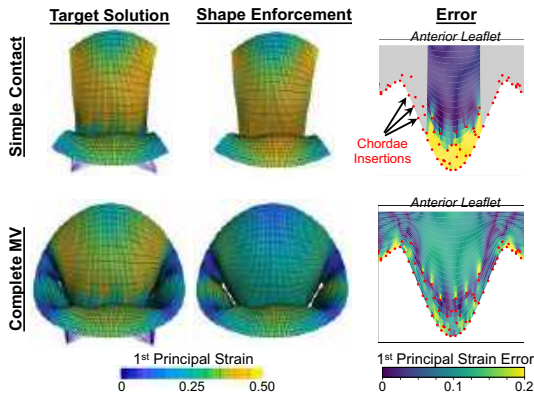 Target Solution
Shape Enforcement
Error
Simple Contact
Anterior Leaflet
Chordae
Insertions
Complete MV
Anterior Leaflet
1st Principal Strain
0
0.25
0.50
1st Principal Strain Error
0
0.1
0.2